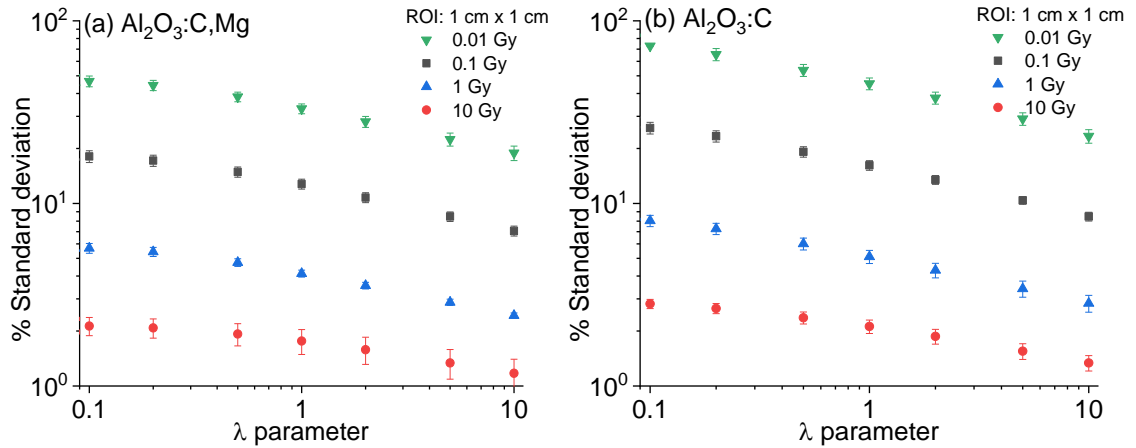 (a) Al₂O₃:C,Mg
ROI: 1 cm x 1 cm
0.01 Gy
0.1 Gy
1 Gy
10 Gy
% Standard deviation
10²
10¹
10⁰
0.1
1
10
λ parameter
(b) Al₂O₃:C
ROI: 1 cm x 1 cm
0.01 Gy
0.1 Gy
1 Gy
10 Gy
% Standard deviation
10²
10¹
10⁰
0.1
1
10
λ parameter